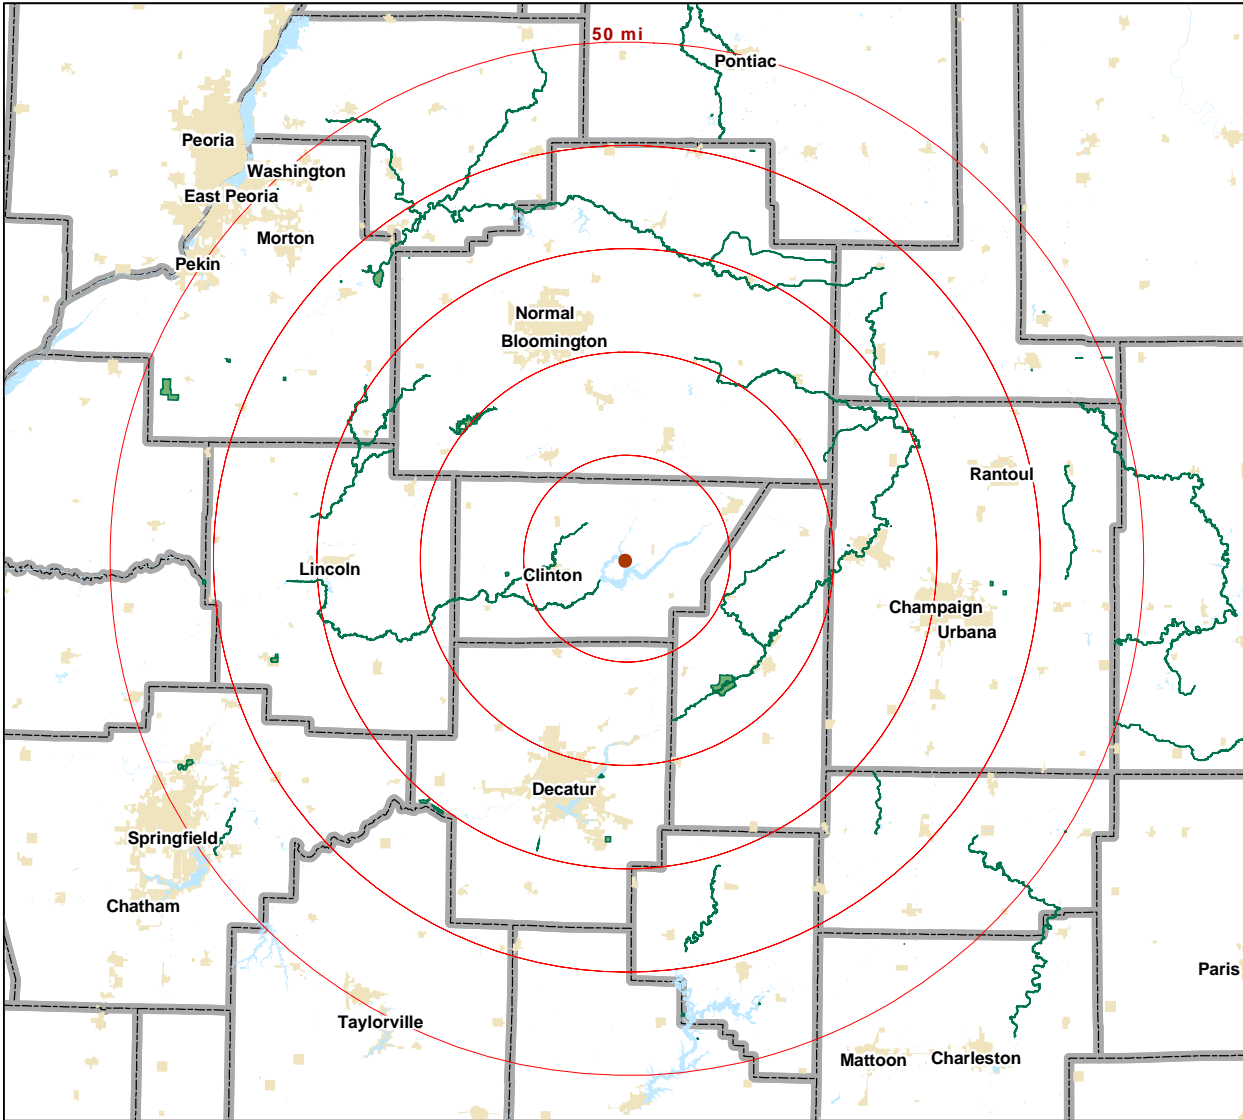 50 mi
Pontiac
Peoria
Washington
East Peoria
Morton
Pekin
Normal
Bloomington
Rantoul
Lincoln
Clinton
Champaign
Urbana
Decatur
Springfield
Chatham
Paris
Taylorville
Mattoon
Charleston